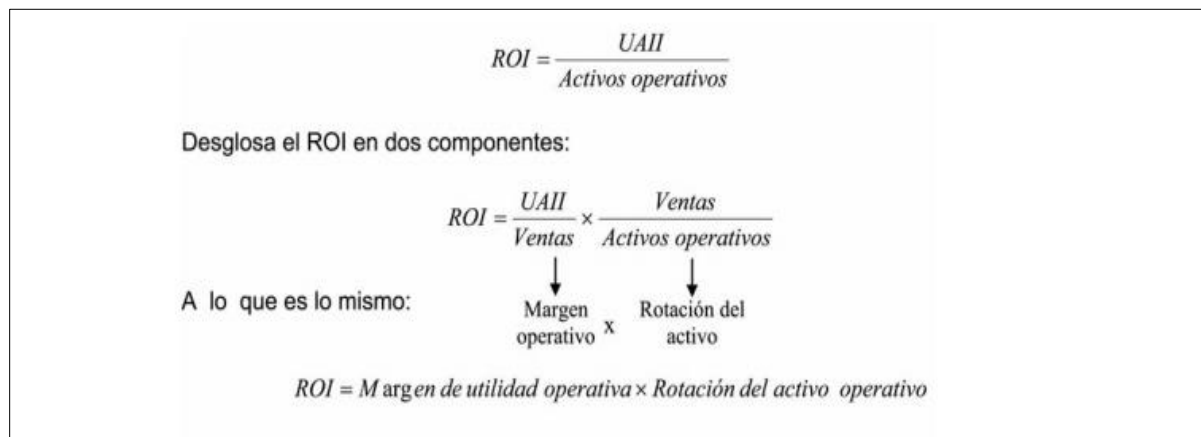 ROI = UAII / Activos operativos
Desglosa el ROI en dos componentes:
ROI = UAII / Ventas × Ventas / Activos operativos
A lo que es lo mismo:
Margen operativo x Rotación del activo
ROI = M argen de utilidad operativa × Rotación del activo operativo